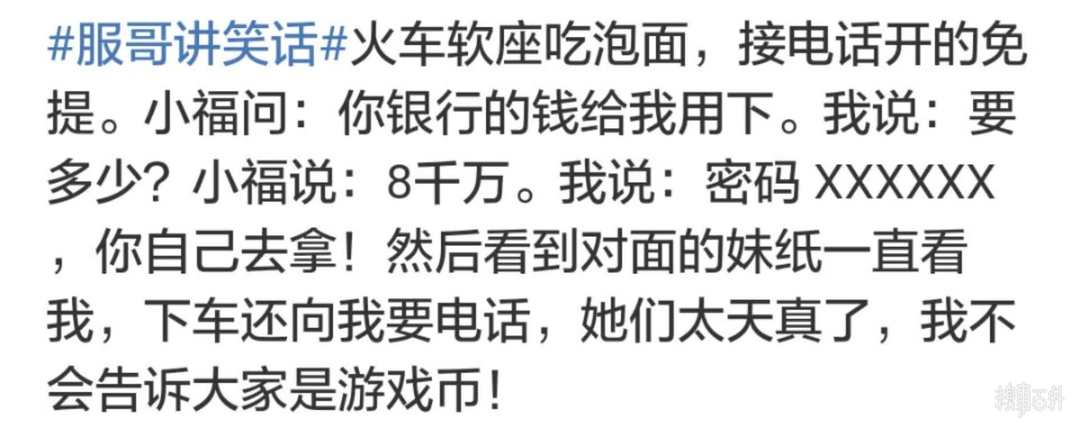 #服哥讲笑话#火车软座吃泡面，接电话开的免
提。小福问：你银行的钱给我用下。我说：要
多少？小福说：8千万。我说：密码 XXXXXX
，你自己去拿！然后看到对面的妹纸一直看
我，下车还向我要电话，她们太天真了，我不
会告诉大家是游戏币！